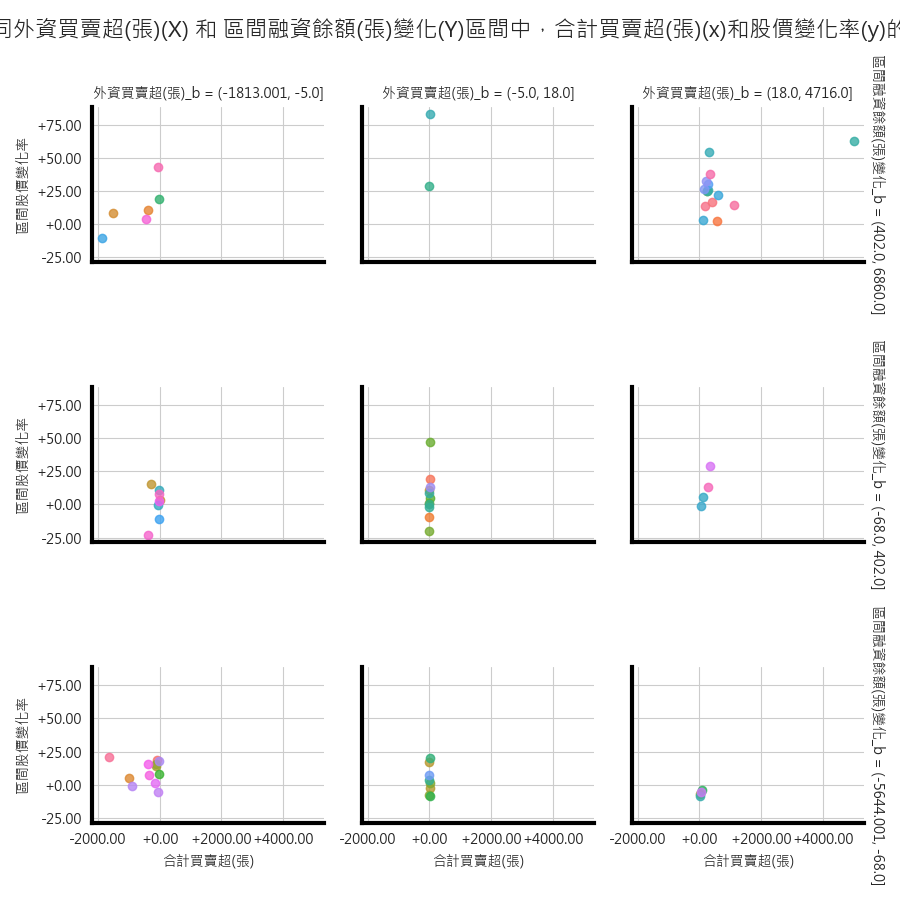 同外資買賣超(張)(X) 和 區間融資餘額(張)變化(Y)區間中，合計買賣超(張)(x)和股價變化率(y)的
外資買賣超(張)_b = (-1813.001, -5.0]
外資買賣超(張)_b = (-5.0, 18.0]
外資買賣超(張)_b = (18.0, 4716.0]
區間融資餘額(張)變化_b = (402.0, 6860.0]
區間股價變化率
+75.00
+50.00
+25.00
+0.00
-25.00
區間融資餘額(張)變化_b = (-68.0, 402.0]
區間股價變化率
+75.00
+50.00
+25.00
+0.00
-25.00
區間融資餘額(張)變化_b = (-5644.001, -68.0]
區間股價變化率
+75.00
+50.00
+25.00
+0.00
-25.00
-2000.00 +0.00 +2000.00 +4000.00
-2000.00 +0.00 +2000.00 +4000.00
-2000.00 +0.00 +2000.00 +4000.00
合計買賣超(張)
合計買賣超(張)
合計買賣超(張)